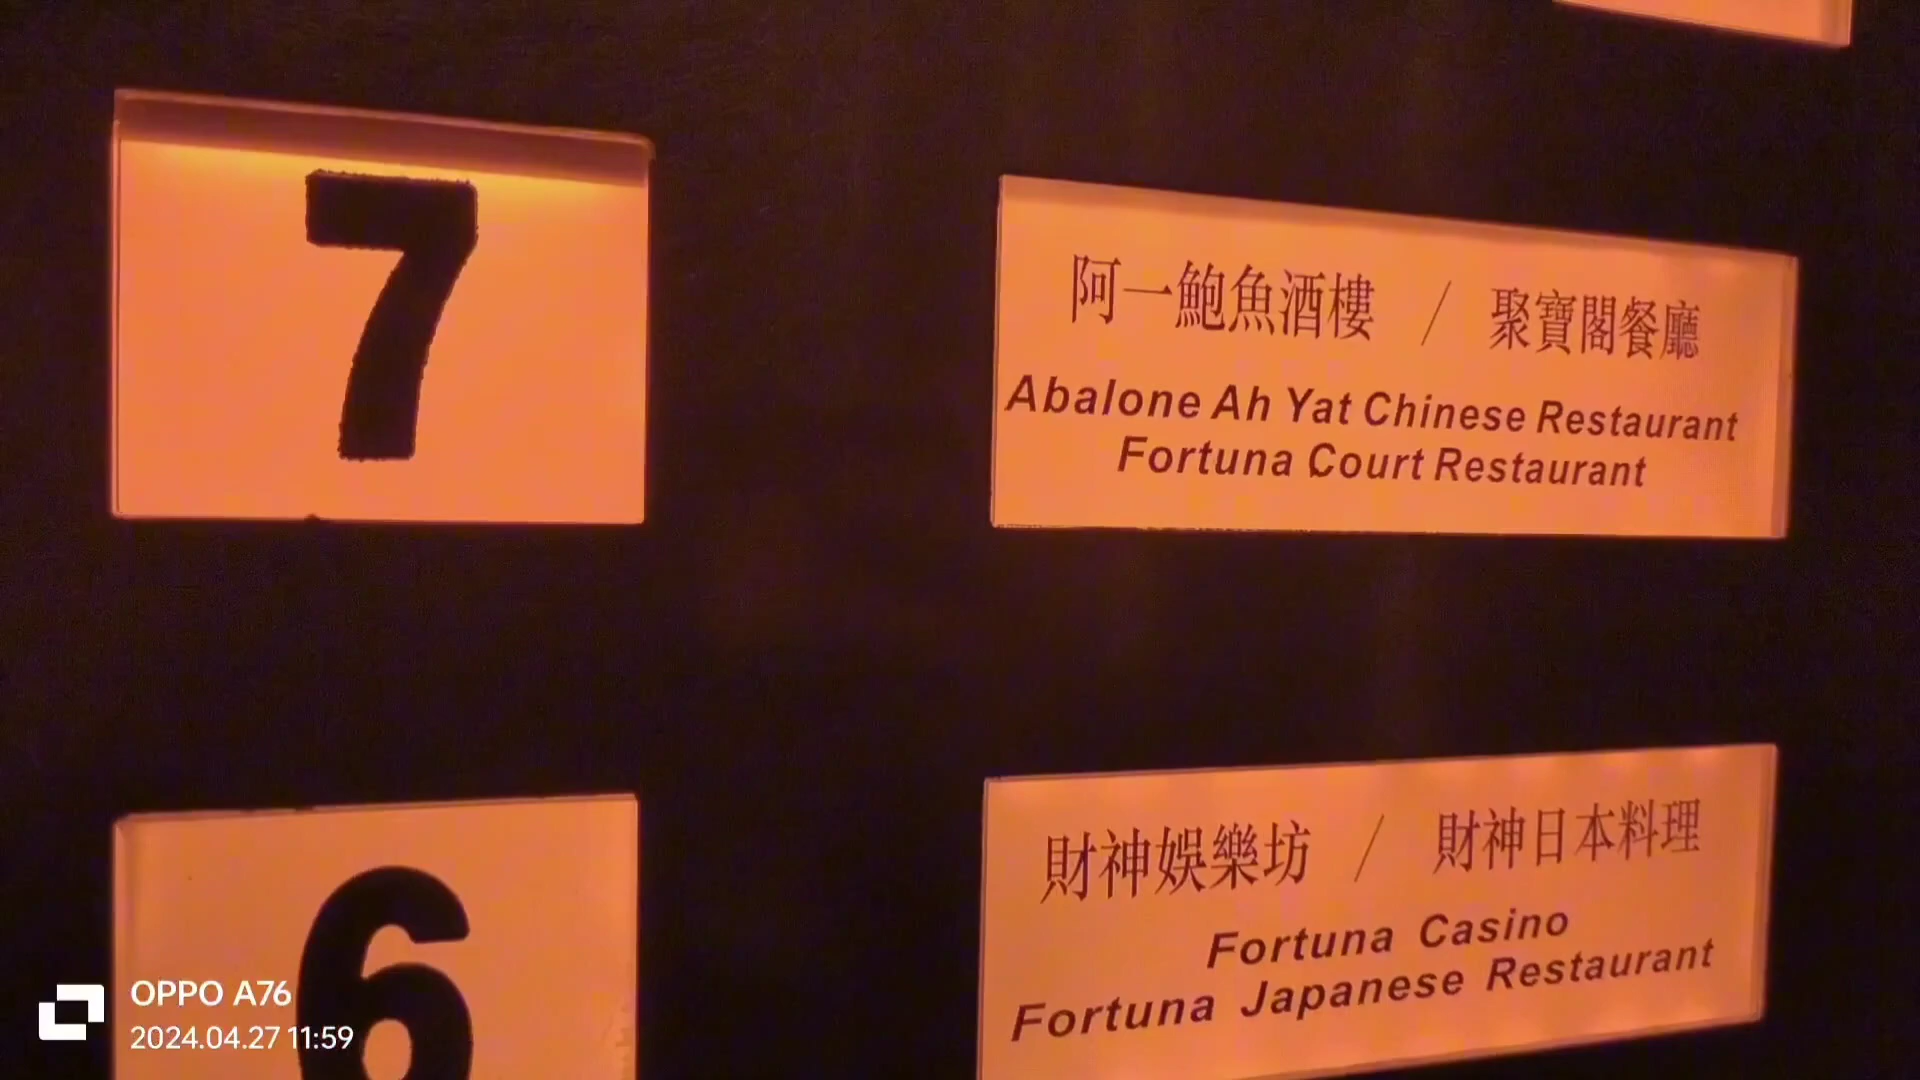 7
阿一鮑魚酒樓 / 聚寶閣餐廳
Abalone Ah Yat Chinese Restaurant
Fortuna Court Restaurant
6
財神娛樂坊 / 財神日本料理
Fortuna Casino
Fortuna Japanese Restaurant
OPPO A76
2024.04.27 11:59